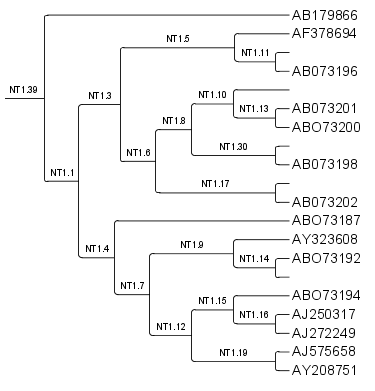 AB179866
AF378694
NT1.5
NT1.11
AB073196
NT1.39
NT1.3
NT1.10
NT1.13
AB073201
NT1.8
ABO73200
NT1.6
NT1.30
AB073198
NT1.1
NT1.17
AB073202
ABO73187
NT1.4
NT1.9
AY323608
NT1.14
ABO73192
NT1.7
ABO73194
NT1.15
NT1.16
AJ250317
NT1.12
AJ272249
NT1.19
AJ575658
AY208751